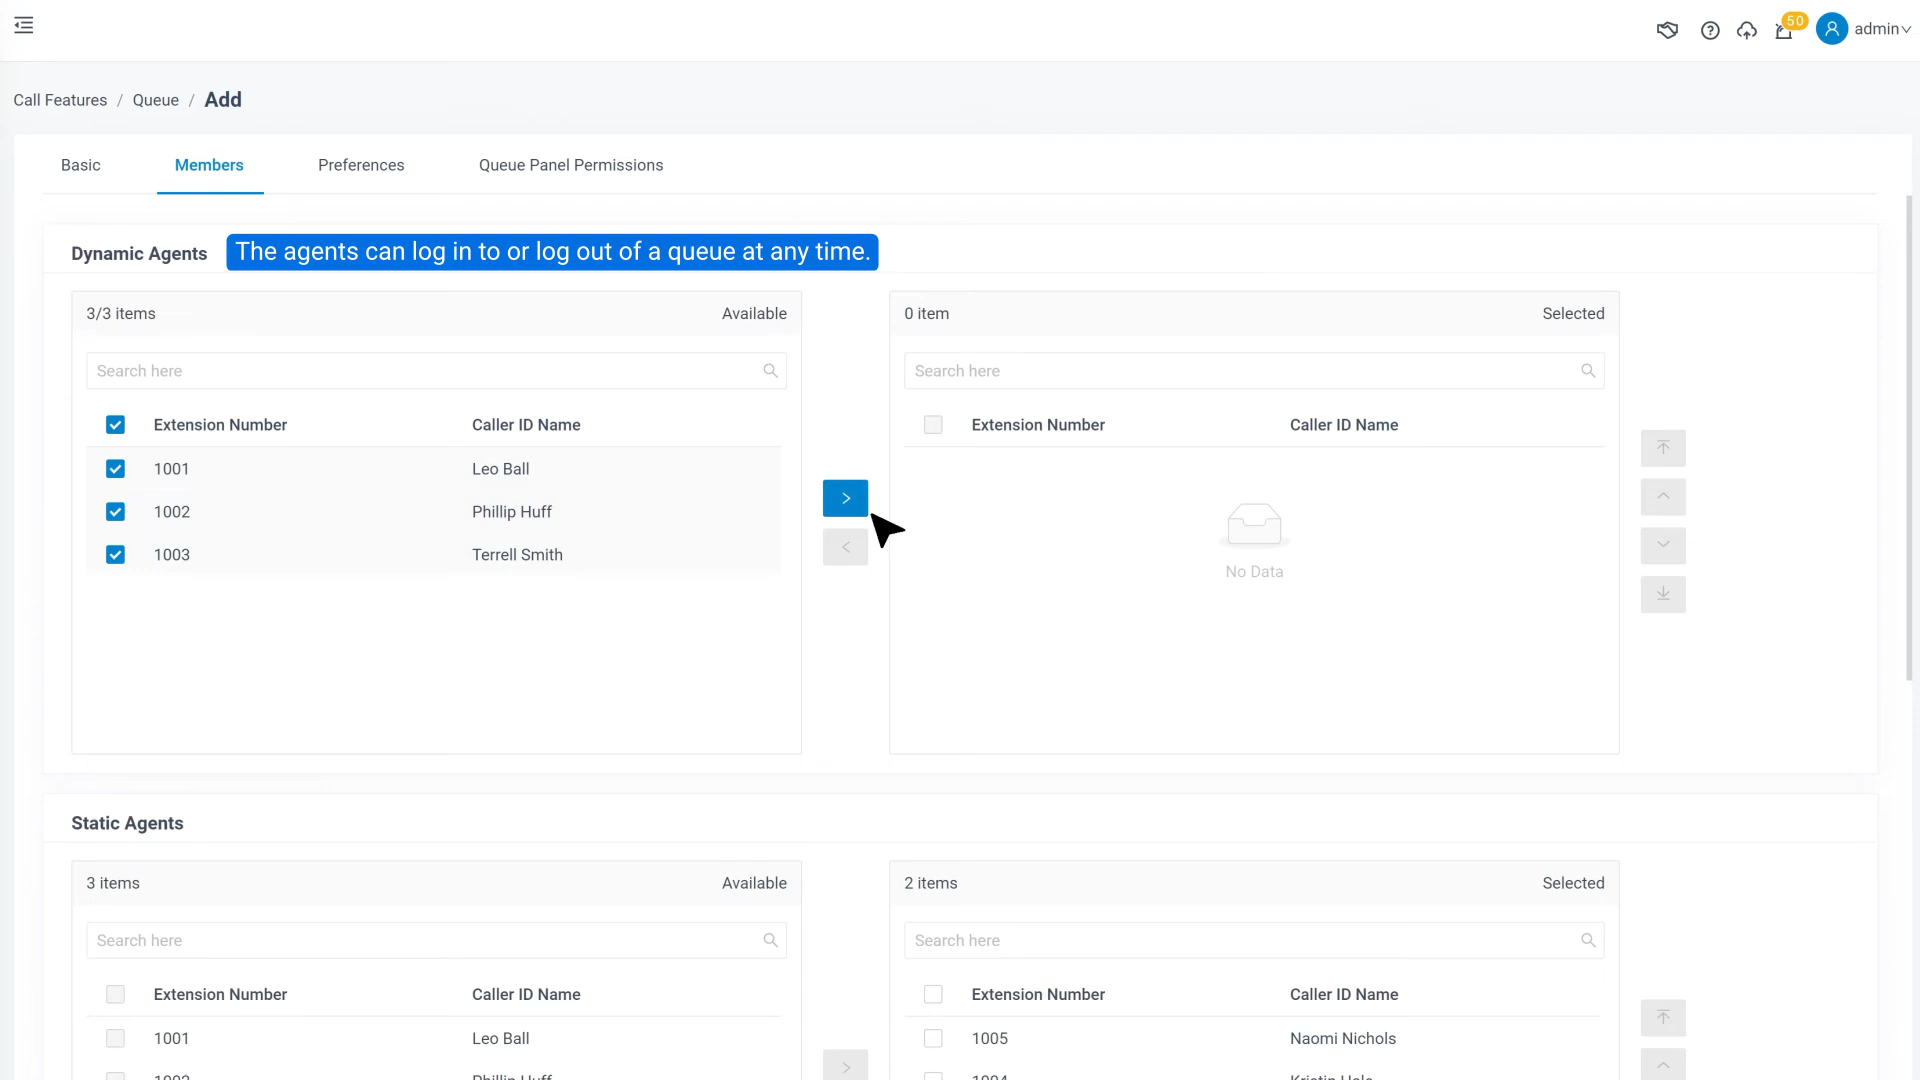 50
admin
Call Features / Queue / Add
Basic
Members
Preferences
Queue Panel Permissions
Dynamic Agents
The agents can log in to or log out of a queue at any time.
3/3 items
Available
0 item
Selected
Search here
Search here
Extension Number
Caller ID Name
Extension Number
Caller ID Name
1001
Leo Ball
1002
Phillip Huff
1003
Terrell Smith
No Data
Static Agents
3 items
Available
2 items
Selected
Search here
Search here
Extension Number
Caller ID Name
Extension Number
Caller ID Name
1001
Leo Ball
1005
Naomi Nichols
1002
Phillip Huff
1004